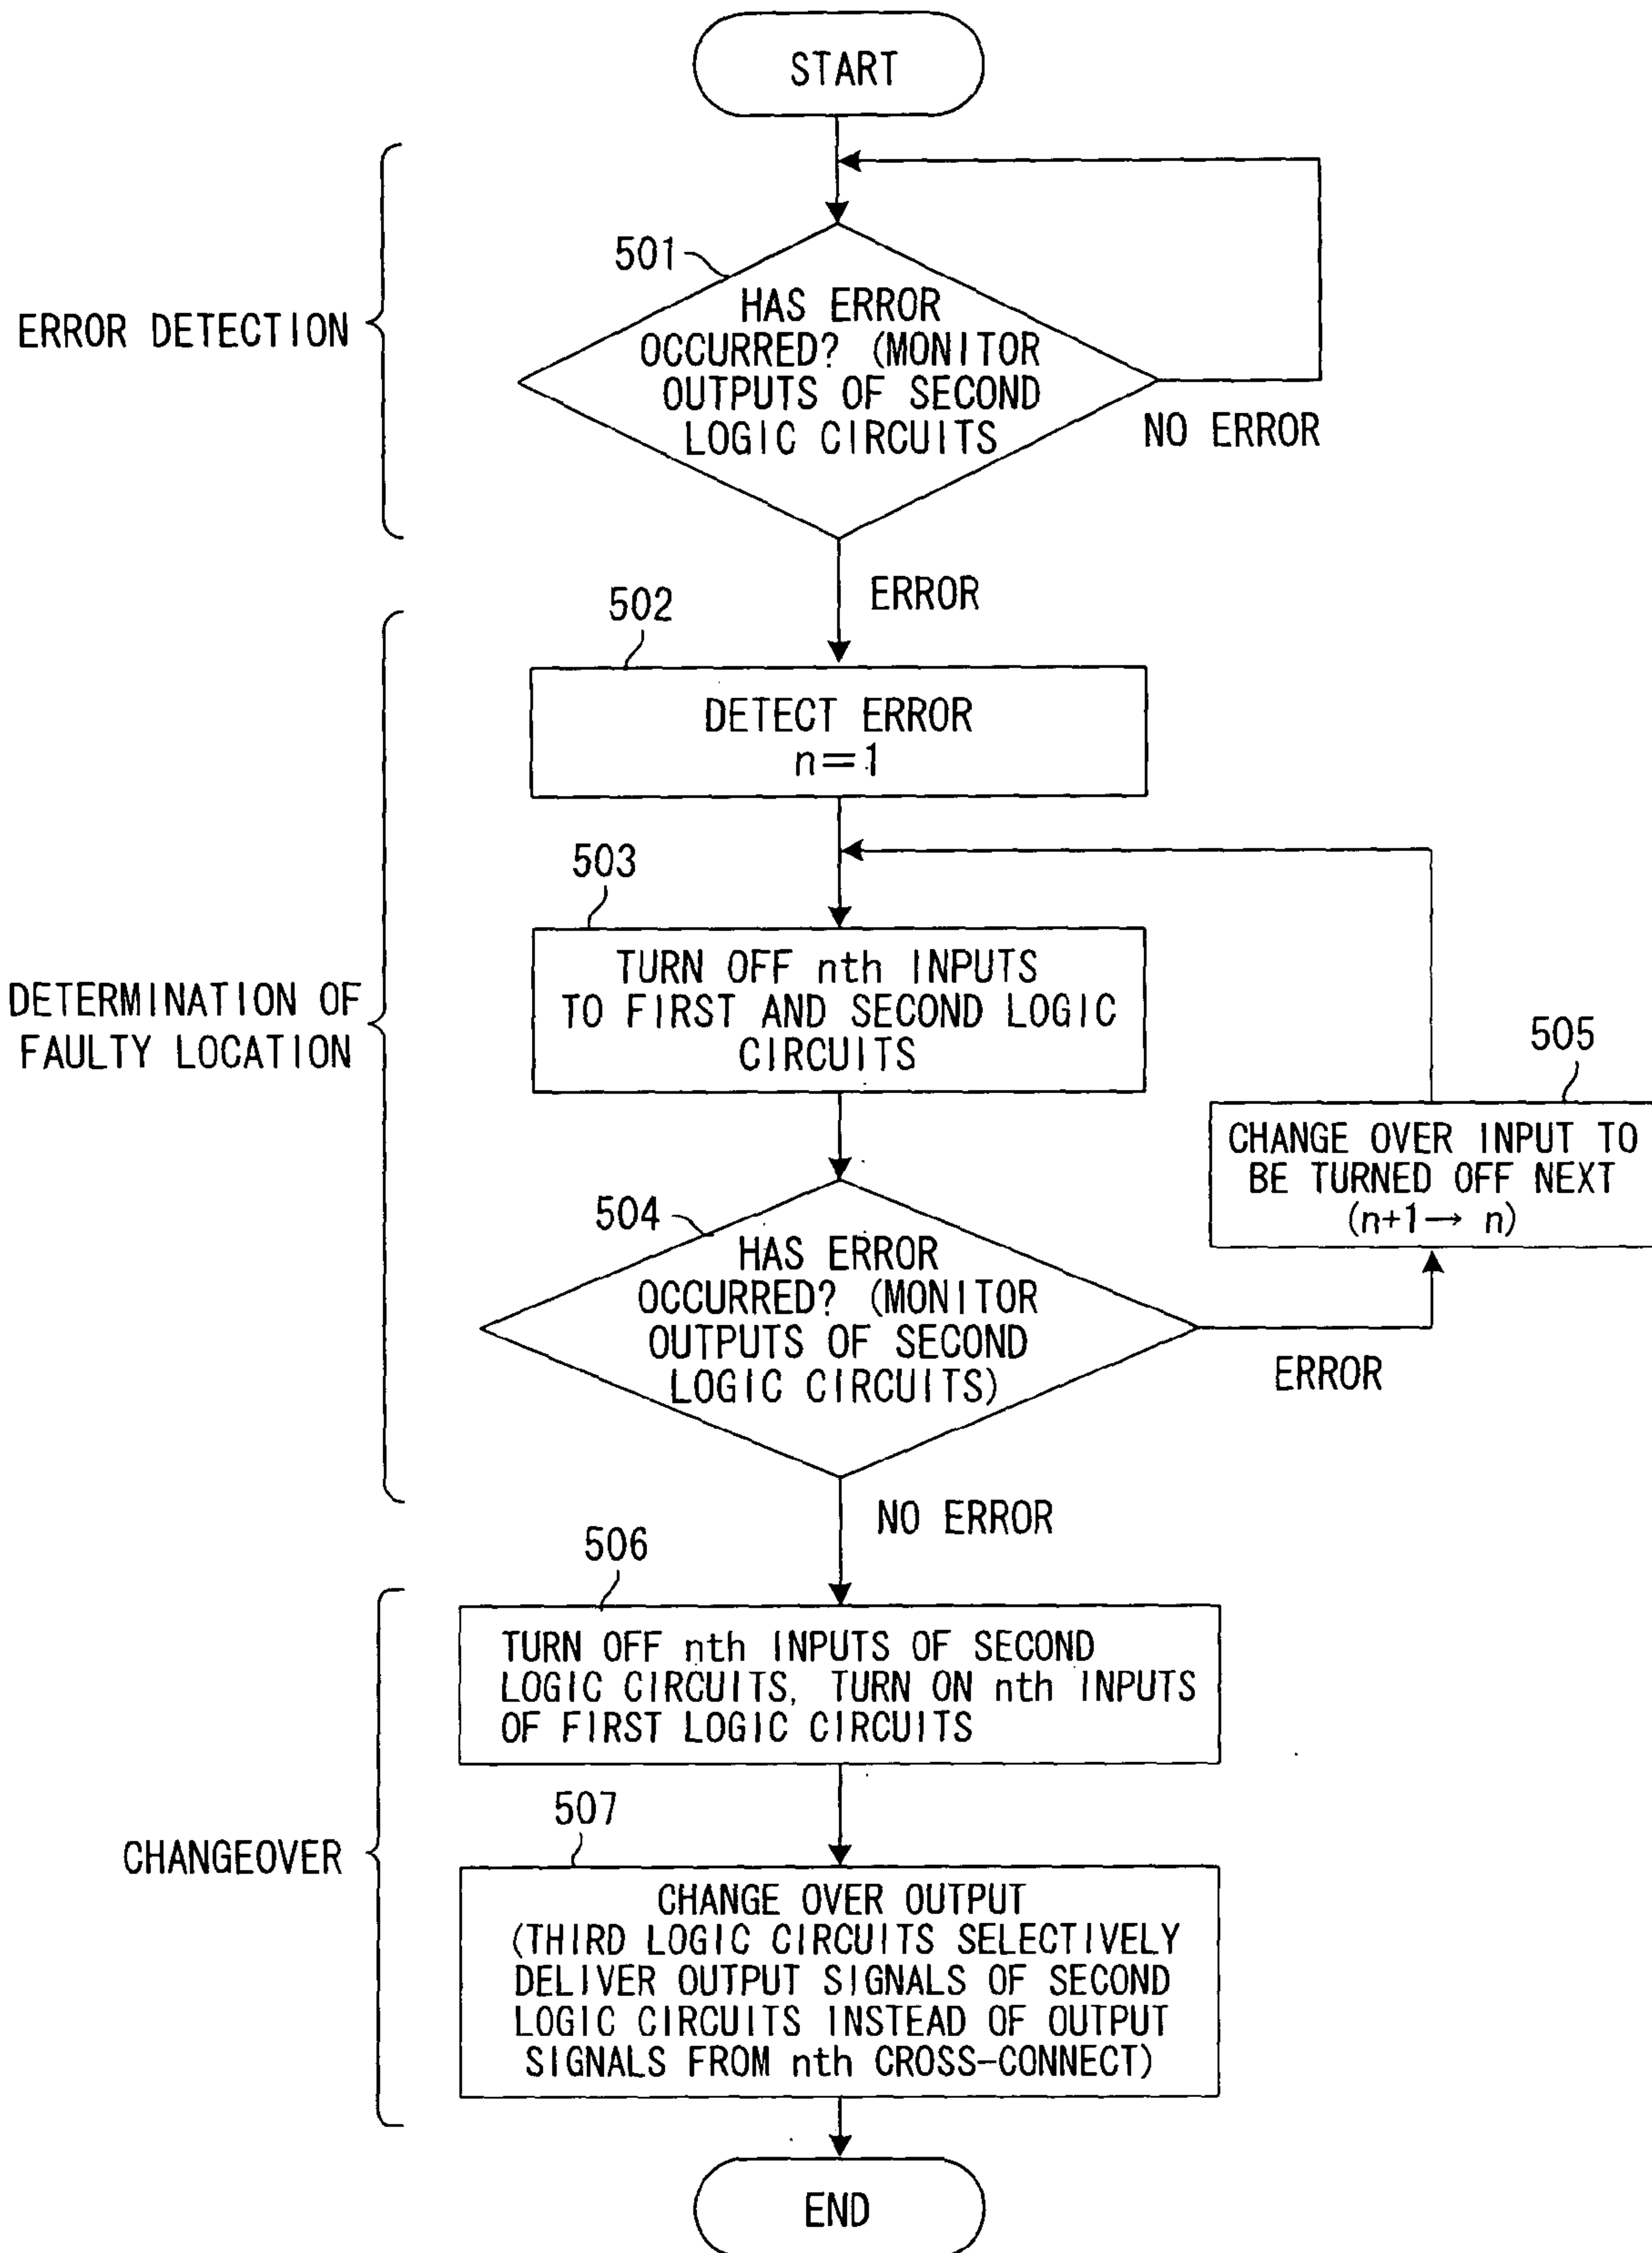 START
ERROR DETECTION
501
HAS ERROR
OCCURRED? (MONITOR
OUTPUTS OF SECOND
LOGIC CIRCUITS
NO ERROR
ERROR
DETERMINATION OF
FAULTY LOCATION
502
DETECT ERROR
n=1
503
TURN OFF nth INPUTS
TO FIRST AND SECOND LOGIC
CIRCUITS
505
CHANGE OVER INPUT TO
BE TURNED OFF NEXT
(n+1→ n)
504
HAS ERROR
OCCURRED? (MONITOR
OUTPUTS OF SECOND
LOGIC CIRCUITS)
ERROR
NO ERROR
CHANGEOVER
506
TURN OFF nth INPUTS OF SECOND
LOGIC CIRCUITS, TURN ON nth INPUTS
OF FIRST LOGIC CIRCUITS
507
CHANGE OVER OUTPUT
(THIRD LOGIC CIRCUITS SELECTIVELY
DELIVER OUTPUT SIGNALS OF SECOND
LOGIC CIRCUITS INSTEAD OF OUTPUT
SIGNALS FROM nth CROSS-CONNECT)
END